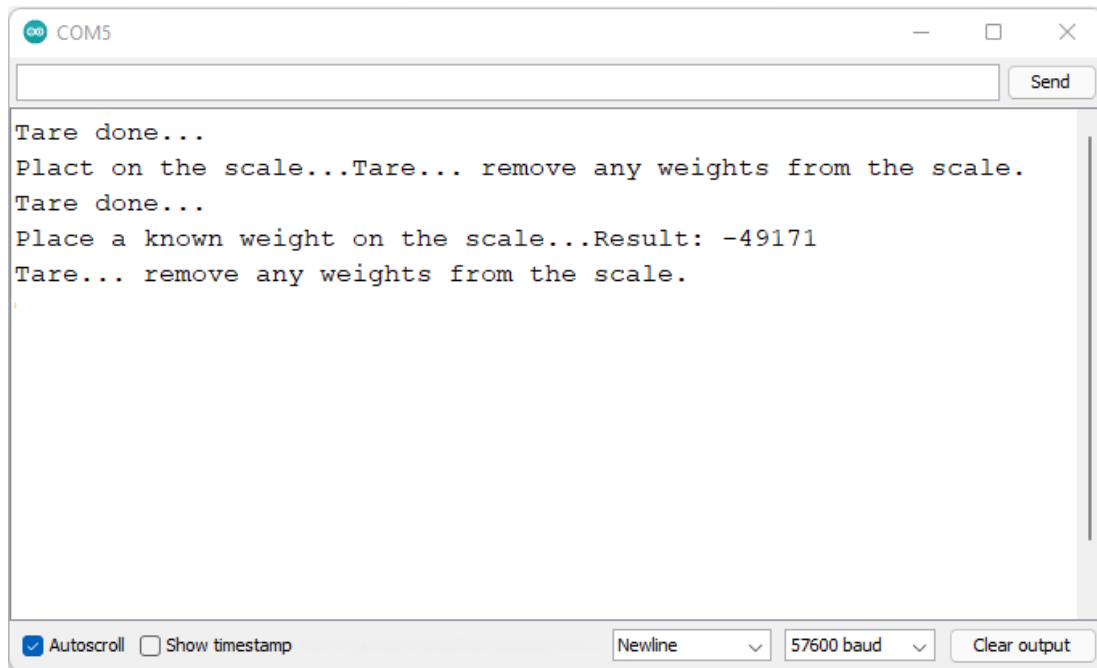 COM5
Send
Tare done...
Plact on the scale...Tare... remove any weights from the scale.
Tare done...
Place a known weight on the scale...Result: -49171
Tare... remove any weights from the scale.
Autoscroll Show timestamp Newline 57600 baud Clear output